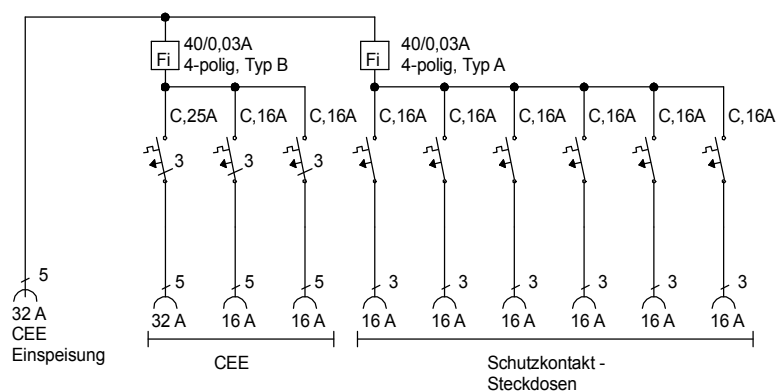 40/0,03A
4-polig, Typ B
Fi
40/0,03A
4-polig, Typ A
Fi
C,25A
C,16A
C,16A
C,16A
C,16A
C,16A
C,16A
C,16A
C,16A
3
3
3
5
5
5
5
3
3
3
3
3
3
32 A
CEE
Einspeisung
32 A
16 A
16 A
16 A
16 A
16 A
16 A
16 A
16 A
CEE
Schutzkontakt -
Steckdosen